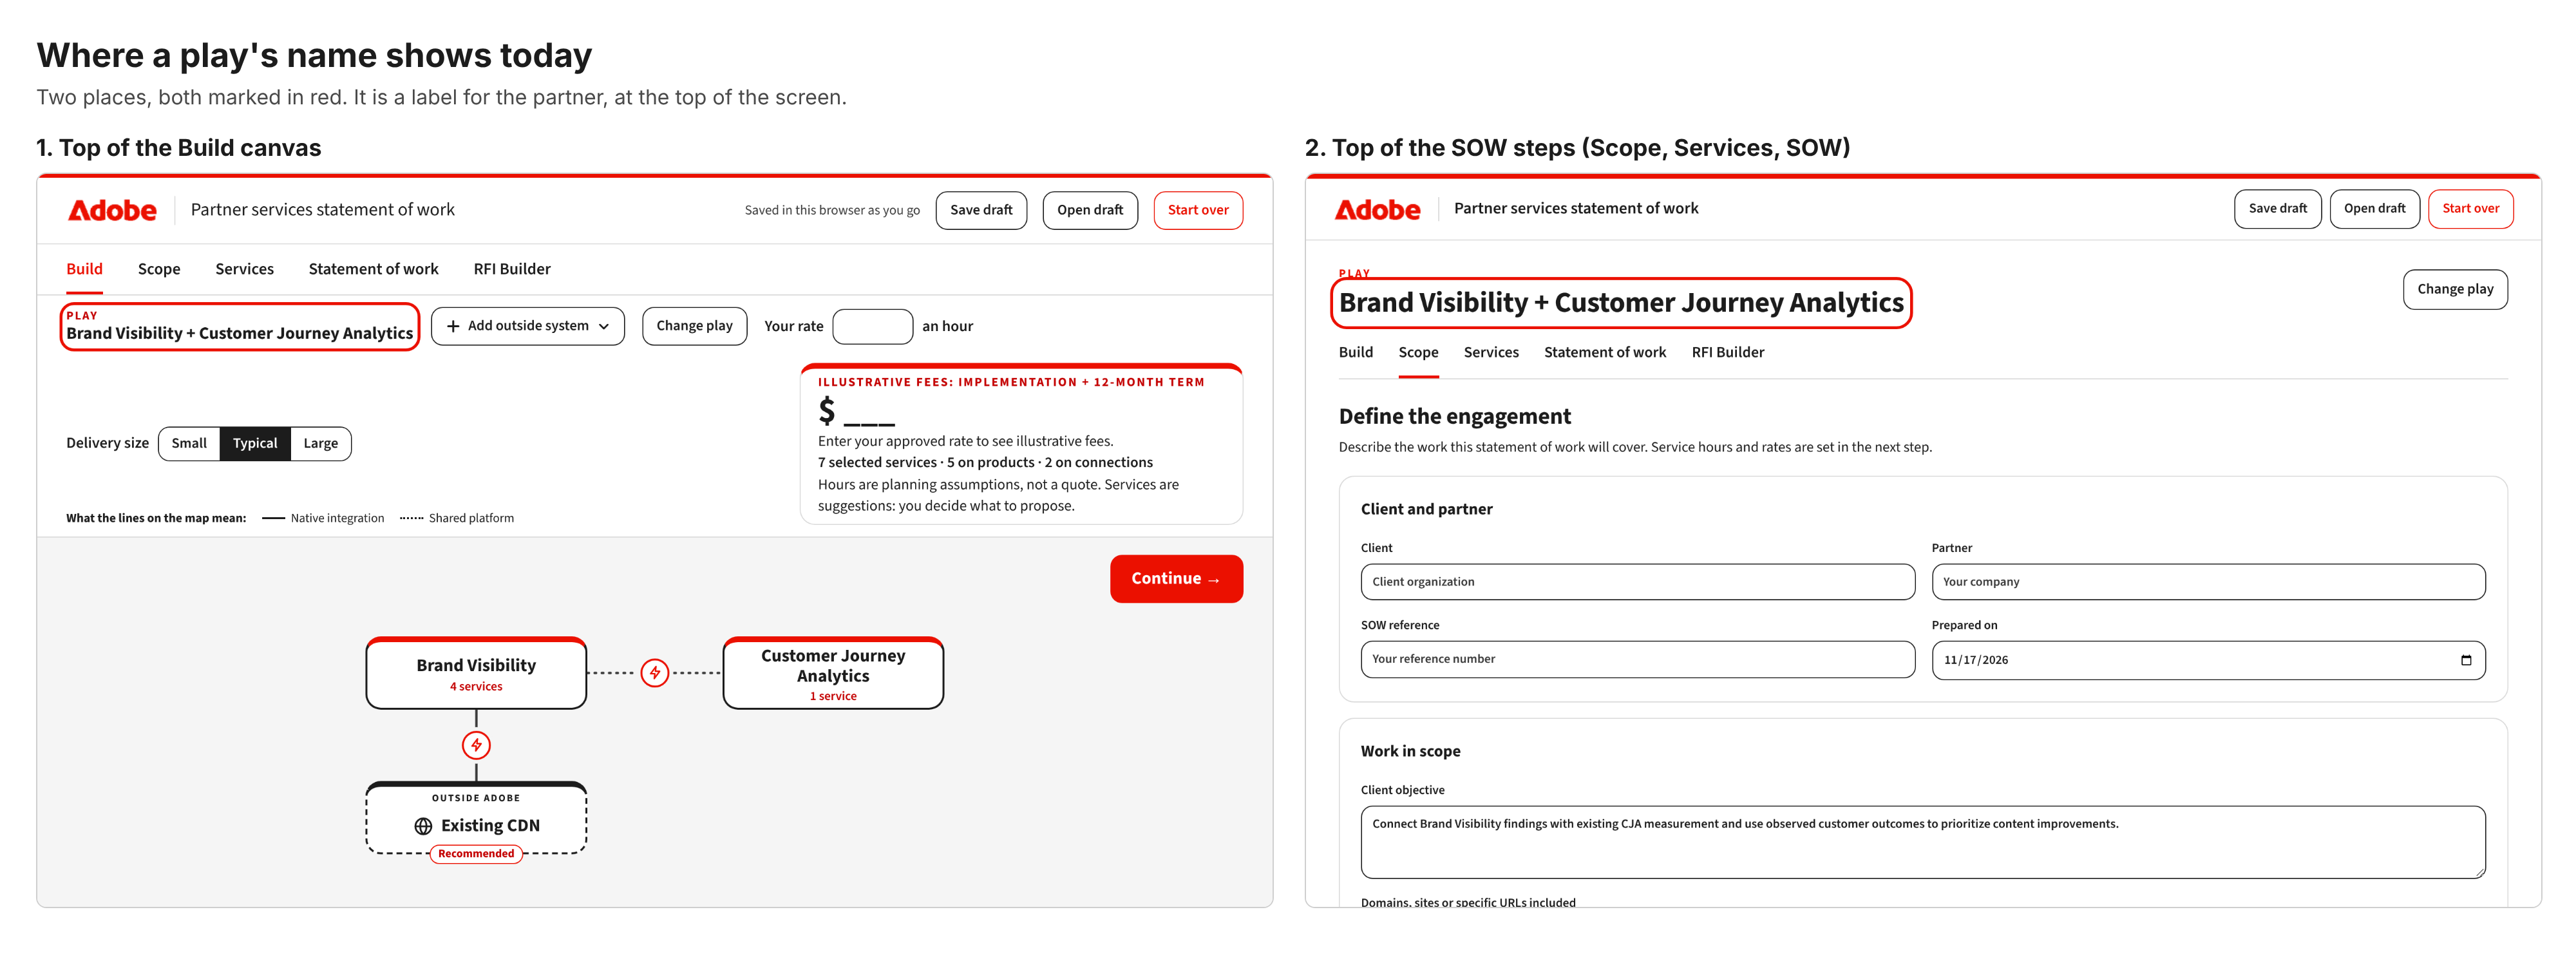 Where a play's name shows today
Two places, both marked in red. It is a label for the partner, at the top of the screen.
1. Top of the Build canvas
Adobe
Partner services statement of work
Saved in this browser as you go
Save draft
Open draft
Start over
Build
Scope
Services
Statement of work
RFI Builder
PLAY
Brand Visibility + Customer Journey Analytics
+ Add outside system
Change play
Your rate
an hour
ILLUSTRATIVE FEES: IMPLEMENTATION + 12-MONTH TERM
$ ___
Enter your approved rate to see illustrative fees.
7 selected services · 5 on products · 2 on connections
Hours are planning assumptions, not a quote. Services are
suggestions: you decide what to propose.
Delivery size
Small
Typical
Large
What the lines on the map mean:
Native integration
Shared platform
Continue →
Brand Visibility
4 services
Customer Journey
Analytics
1 service
OUTSIDE ADOBE
Existing CDN
Recommended
2. Top of the SOW steps (Scope, Services, SOW)
Adobe
Partner services statement of work
Save draft
Open draft
Start over
PLAY
Brand Visibility + Customer Journey Analytics
Change play
Build
Scope
Services
Statement of work
RFI Builder
Define the engagement
Describe the work this statement of work will cover. Service hours and rates are set in the next step.
Client and partner
Client
Client organization
Partner
Your company
SOW reference
Your reference number
Prepared on
11/17/2026
Work in scope
Client objective
Connect Brand Visibility findings with existing CJA measurement and use observed customer outcomes to prioritize content improvements.
Domains, sites or specific URLs included